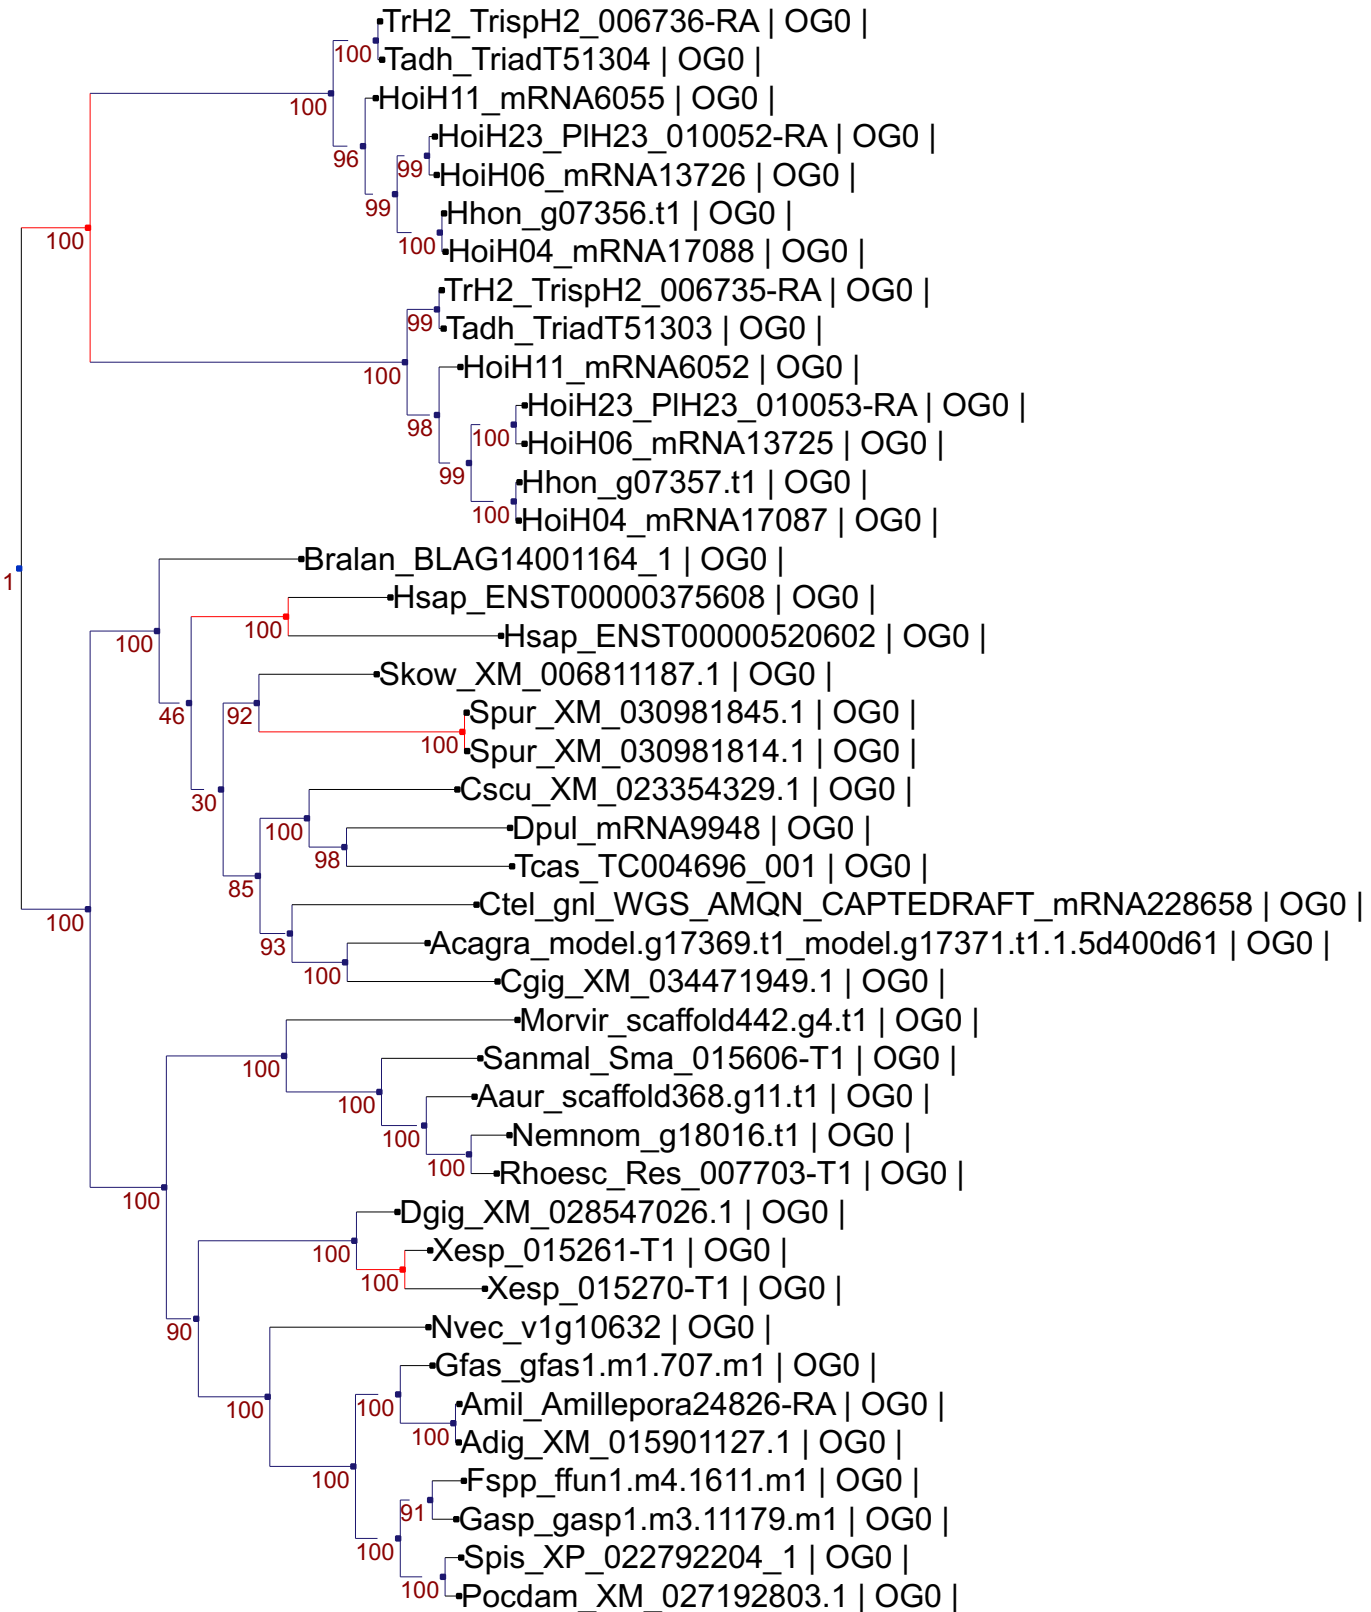 TrH2_TrispH2_006736-RA | OG0 |
100
Tadh_TriadT51304 | OG0 |
100
HoiH11_mRNA6055 | OG0 |
HoiH23_PlH23_010052-RA | OG0 |
96
99
HoiH06_mRNA13726 | OG0 |
99
Hhon_g07356.t1 | OG0 |
100
100
HoiH04_mRNA17088 | OG0 |
TrH2_TrispH2_006735-RA | OG0 |
99
Tadh_TriadT51303 | OG0 |
100
HoiH11_mRNA6052 | OG0 |
HoiH23_PlH23_010053-RA | OG0 |
98
100
HoiH06_mRNA13725 | OG0 |
99
Hhon_g07357.t1 | OG0 |
100
HoiH04_mRNA17087 | OG0 |
Bralan_BLAG14001164_1 | OG0 |
1
Hsap_ENST00000375608 | OG0 |
100
100
Hsap_ENST00000520602 | OG0 |
Skow_XM_006811187.1 | OG0 |
46
92
Spur_XM_030981845.1 | OG0 |
100
Spur_XM_030981814.1 | OG0 |
Cscu_XM_023354329.1 | OG0 |
30
100
Dpul_mRNA9948 | OG0 |
98
Tcas_TC004696_001 | OG0 |
85
Ctel_gnl_WGS_AMQN_CAPTEDRAFT_mRNA228658 | OG0 |
100
93
Acagra_model.g17369.t1_model.g17371.t1.1.5d400d61 | OG0 |
100
Cgig_XM_034471949.1 | OG0 |
Morvir_scaffold442.g4.t1 | OG0 |
100
Sanmal_Sma_015606-T1 | OG0 |
100
Aaur_scaffold368.g11.t1 | OG0 |
100
Nemnom_g18016.t1 | OG0 |
100
Rhoesc_Res_007703-T1 | OG0 |
100
Dgig_XM_028547026.1 | OG0 |
100
Xesp_015261-T1 | OG0 |
100
Xesp_015270-T1 | OG0 |
90
Nvec_v1g10632 | OG0 |
Gfas_gfas1.m1.707.m1 | OG0 |
100
100
Amil_Amillepora24826-RA | OG0 |
100
Adig_XM_015901127.1 | OG0 |
100
Fspp_ffun1.m4.1611.m1 | OG0 |
91
Gasp_gasp1.m3.11179.m1 | OG0 |
100
Spis_XP_022792204_1 | OG0 |
100
Pocdam_XM_027192803.1 | OG0 |